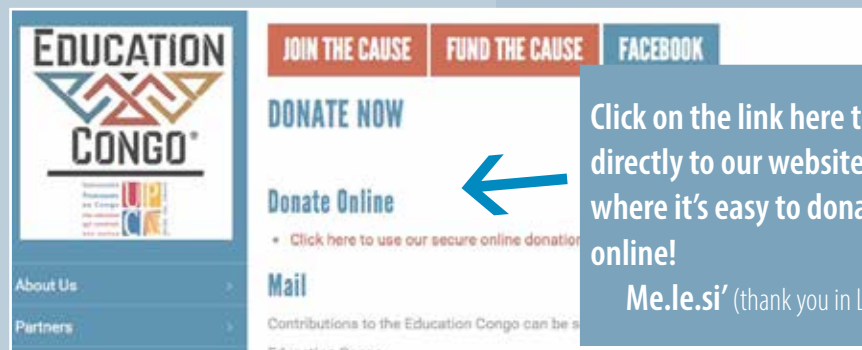 EDUCATION
CONGO®
UPC
About Us
Partners
JOIN THE CAUSE
FUND THE CAUSE
FACEBOOK
DONATE NOW
Donate Online
• Click here to use our secure online donation
Mail
Contributions to the Education Congo can be s
Click on the link here t
directly to our website
where it's easy to dona
online!
Me.le.si' (thank you in L